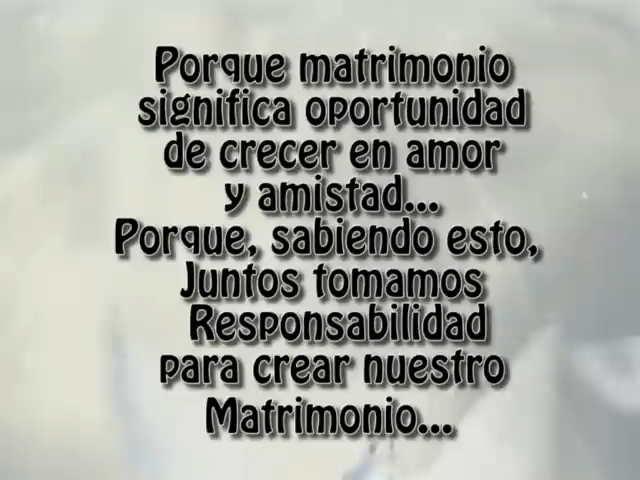 Porque matrimonio
significa oportunidad
de crecer en amor
y amistad...
Porque, sabiendo esto,
Juntos tomamos
Responsabilidad
para crear nuestro
Matrimonio...